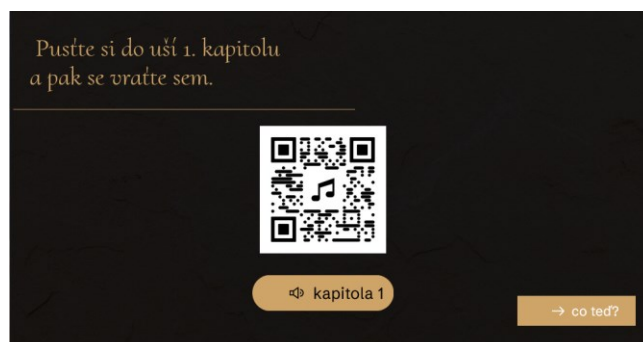 Pusťte si do uší 1. kapitolu
a pak se vraťte sem.
kapitola 1
→ co teď?